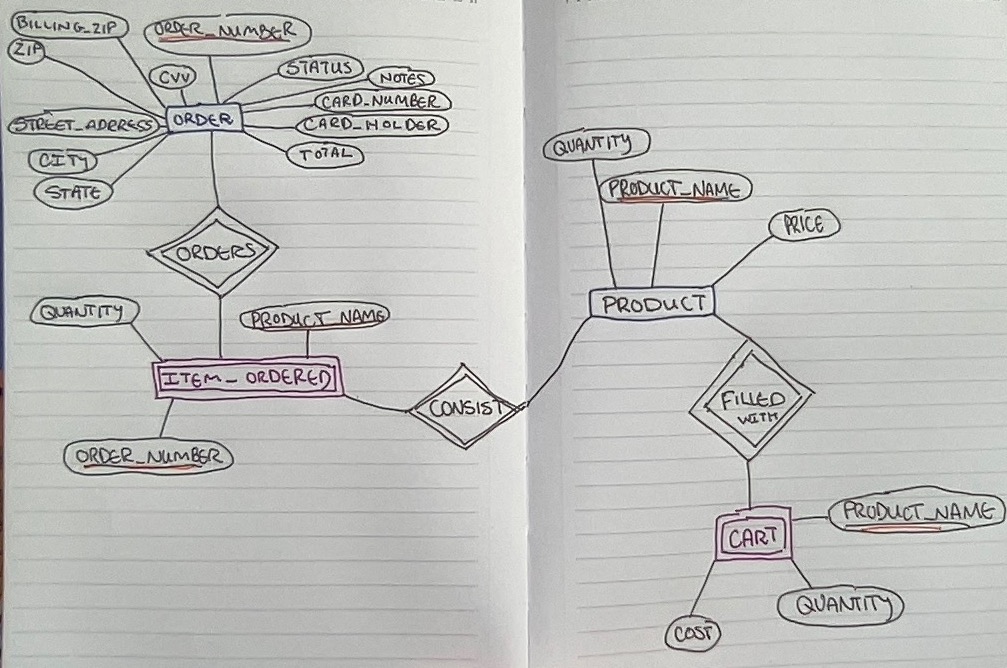 BILLING_ZIP
ORDER_NUMBER
ZIP
CVV
STATUS
NOTES
CARD_NUMBER
STREET_ADDRESS
ORDER
CARD_HOLDER
CITY
TOTAL
STATE
ORDERS
QUANTITY
PRODUCT_NAME
ITEM_ORDERED
ORDER_NUMBER
CONSIST
QUANTITY
PRODUCT_NAME
PRICE
PRODUCT
FILLED
WITH
CART
PRODUCT_NAME
QUANTITY
COST